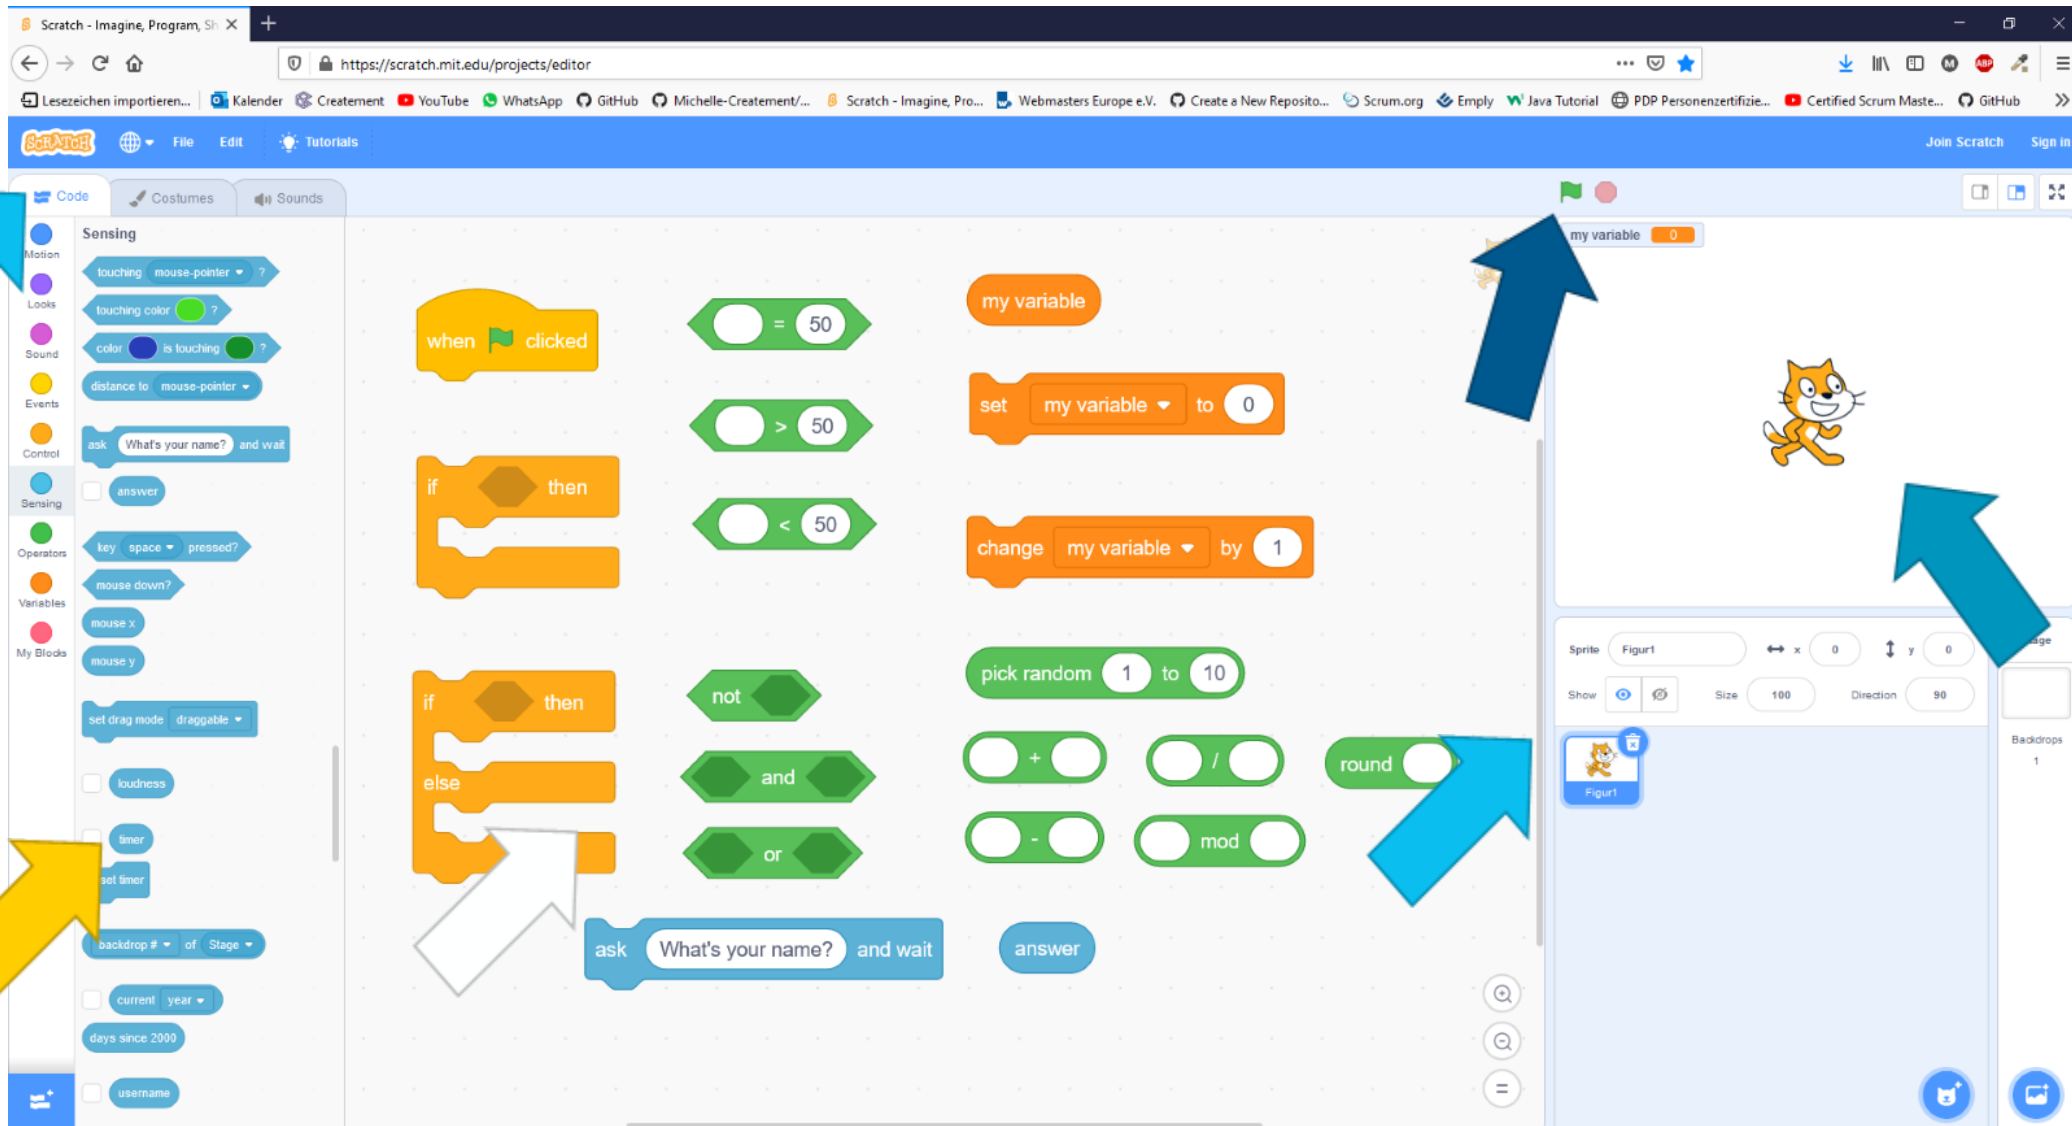 Scratch - Imagine, Program, Sh
https://scratch.mit.edu/projects/editor
Lesezeichen importieren... Kalender Createment YouTube WhatsApp GitHub Michelle-Createment/... Scratch - Imagine, Pro... Webmasters Europe e.V. Create a New Reposito... Scrum.org Emply Java Tutorial PDP Personenzertifizie... Certified Scrum Maste... GitHub
SCRATCH File Edit Tutorials Join Scratch Sign in
Code Costumes Sounds
Motion
Looks
Sound
Events
Control
Sensing
Operators
Variables
My Blocks
Sensing
touching mouse-pointer ?
touching color ?
color is touching ?
distance to mouse-pointer
ask What's your name? and wait
answer
key space pressed?
mouse down?
mouse x
mouse y
set drag mode draggable
loudness
timer
set timer
backdrop # of Stage
current year
days since 2000
username
when clicked
if then
if then
else
= 50
> 50
< 50
not
and
or
ask What's your name? and wait
answer
my variable
set my variable to 0
change my variable by 1
pick random 1 to 10
+
/
round
-
mod
my variable 0
Sprite Figur1 x 0 y 0
Show Size 100 Direction 90
Figur1
age
Backdrops
1